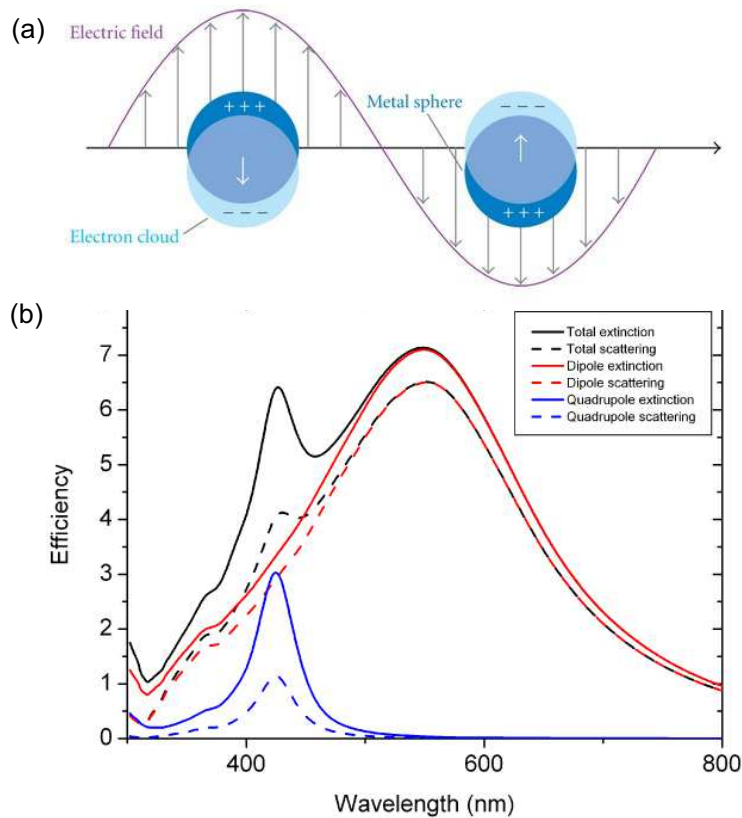 (a)
Electric field
+ + +
– – –
Metal sphere
– – –
+ + +
Electron cloud
(b)
Total extinction
Total scattering
Dipole extinction
Dipole scattering
Quadrupole extinction
Quadrupole scattering
7
6
5
4
3
2
1
0
Efficiency
400
600
800
Wavelength (nm)